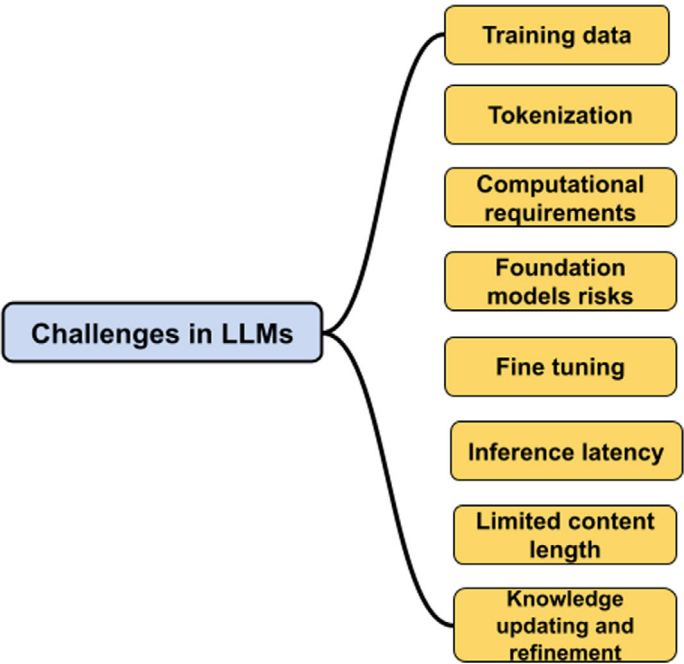 Training data
Tokenization
Computational
requirements
Foundation
models risks
Challenges in LLMs
Fine tuning
Inference latency
Limited content
length
Knowledge
updating and
refinement